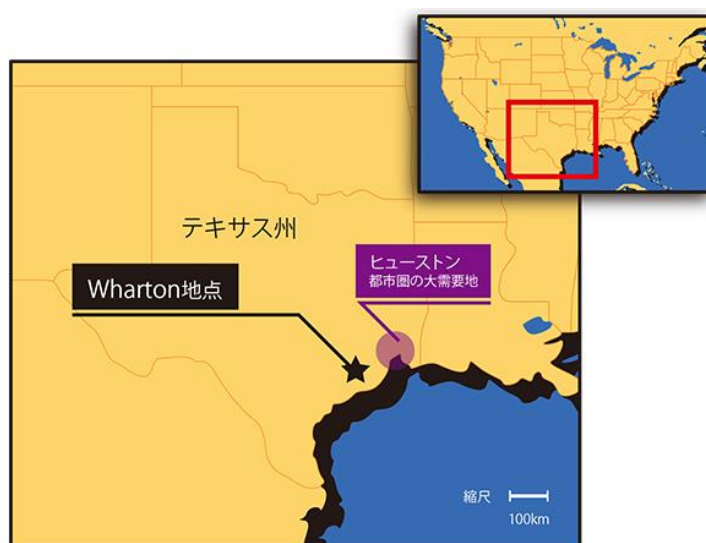 テキサス州
ヒューストン
都市圏の大需要地
Wharton地点
縮尺
100km